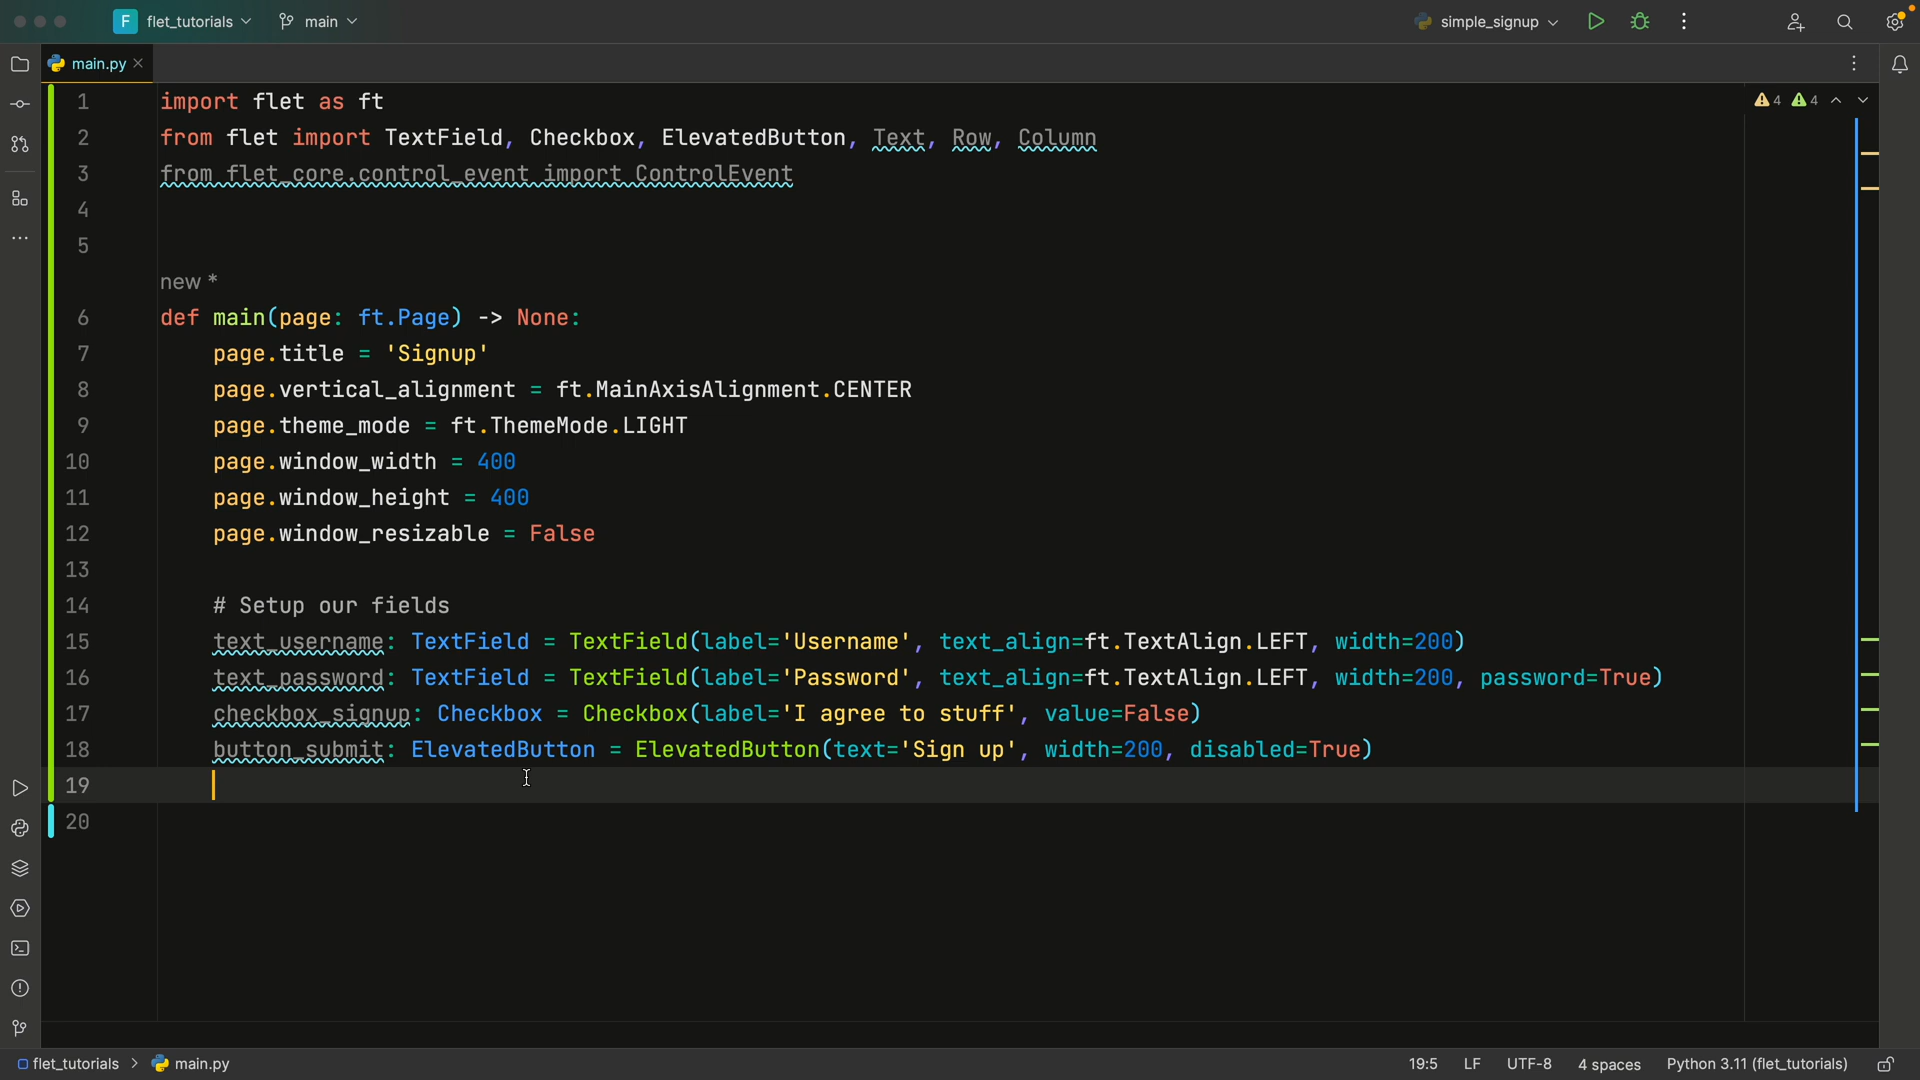 F flet_tutorials main simple_signup
main.py
4 4
1 import flet as ft
2 from flet import TextField, Checkbox, ElevatedButton, Text, Row, Column
3 from flet_core.control_event import ControlEvent
4
5
new *
6 def main(page: ft.Page) -> None:
7     page.title = 'Signup'
8     page.vertical_alignment = ft.MainAxisAlignment.CENTER
9     page.theme_mode = ft.ThemeMode.LIGHT
10     page.window_width = 400
11     page.window_height = 400
12     page.window_resizable = False
13
14     # Setup our fields
15     text_username: TextField = TextField(label='Username', text_align=ft.TextAlign.LEFT, width=200)
16     text_password: TextField = TextField(label='Password', text_align=ft.TextAlign.LEFT, width=200, password=True)
17     checkbox_signup: Checkbox = Checkbox(label='I agree to stuff', value=False)
18     button_submit: ElevatedButton = ElevatedButton(text='Sign up', width=200, disabled=True)
19
20
flet_tutorials > main.py 19:5 LF UTF-8 4 spaces Python 3.11 (flet_tutorials)